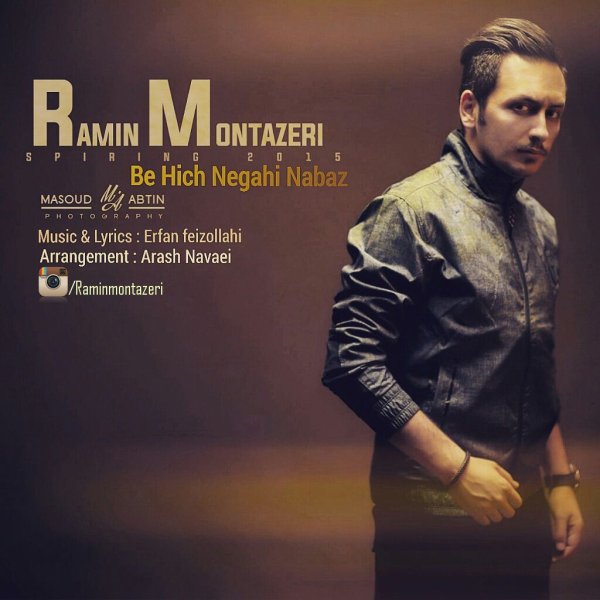 RAMIN MONTAZERI
SPIRING 2015
Be Hich Negahi Nabaz
MASOUD MA ABTIN
PHOTOGRAPHY
Music & Lyrics : Erfan feizollahi
Arrangement : Arash Navaei
/Raminmontazeri